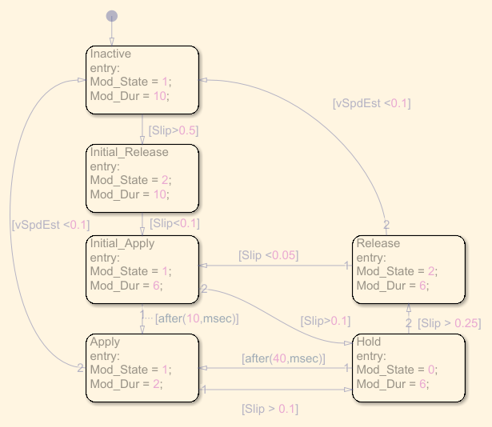 Inactive
entry:
Mod_State = 1;
Mod_Dur = 10;
[vSpdEst <0.1]
[Slip>0.5]
Initial_Release
entry:
Mod_State = 2;
Mod_Dur = 10;
[vSpdEst <0.1]
[Slip<0.1]
2
Initial_Apply
entry:
Mod_State = 1;
Mod_Dur = 6;
[Slip <0.05]
1
Release
entry:
Mod_State = 2;
Mod_Dur = 6;
2
1
[after(10,msec)]
[Slip>0.1]
2
[Slip > 0.25]
Apply
entry:
Mod_State = 1;
Mod_Dur = 2;
2
[after(40,msec)]
1
Hold
entry:
Mod_State = 0;
Mod_Dur = 6;
1
[Slip > 0.1]